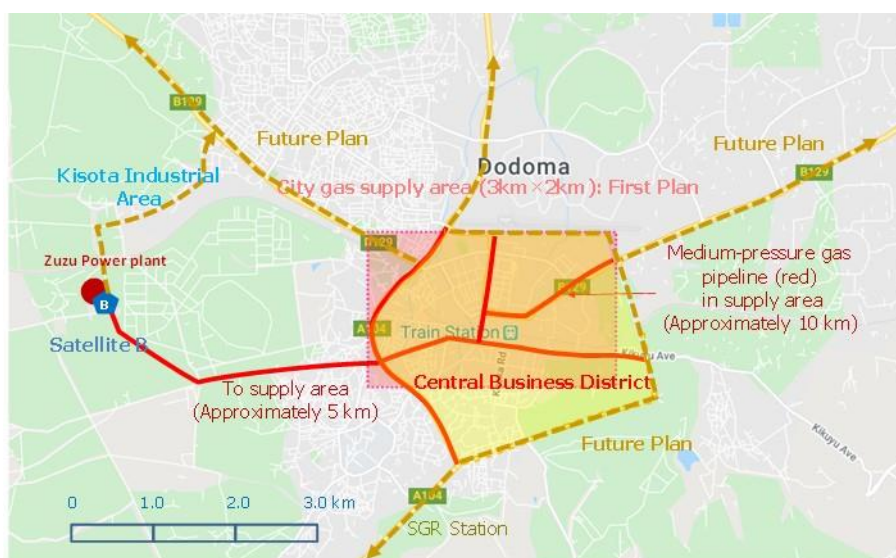 B129
Future Plan
Future Plan
Kisota Industrial
Area
Dodoma
B129
City gas supply area (3km×2km): First Plan
B129
Zuzu Power plant
B
Satellite B
Medium-pressure gas
pipeline (red)
in supply area
(Approximately 10 km)
B129
A104
Train Station
Kikuyu Ave
To supply area
(Approximately 5 km)
Central Business District
Future Plan
Kikuyu Ave
0 1.0 2.0 3.0 km
A104
SGR Station